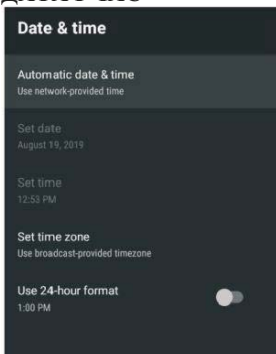 Date & time
Automatic date & time
Use network-provided time
Set date
August 19, 2019
Set time
12:53 PM
Set time zone
Use broadcast-provided timezone
Use 24-hour format
1:00 PM